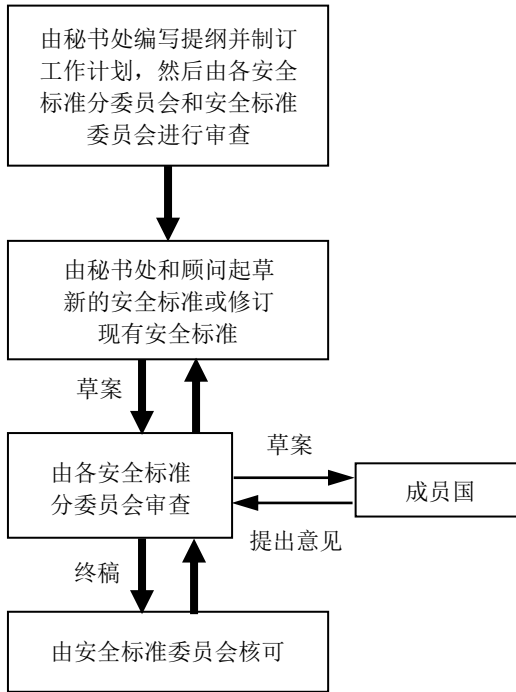 由秘书处编写提纲并制订
工作计划，然后由各安全
标准分委员会和安全标准
委员会进行审查
由秘书处和顾问起草
新的安全标准或修订
现有安全标准
草案
由各安全标准
分委员会审查
草案
成员国
提出意见
终稿
由安全标准委员会核可